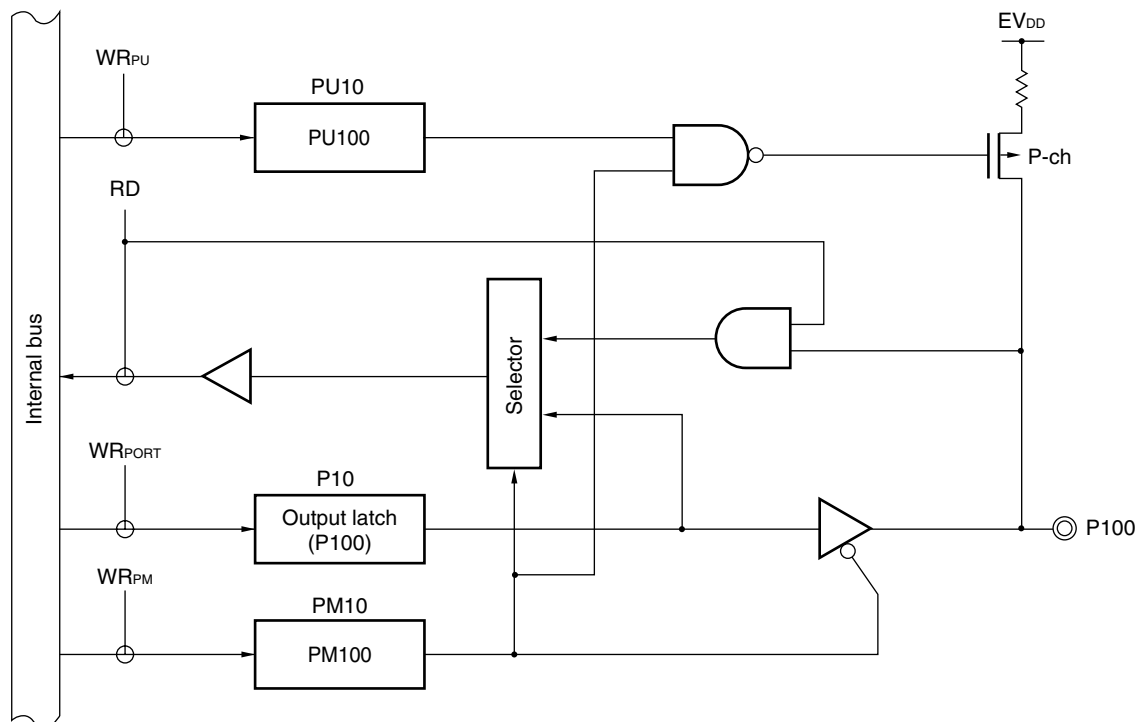 EVDD
WRPU
PU10
PU100
P-ch
RD
Internal bus
Selector
WRPORT
P10
Output latch
(P100)
P100
WRPM
PM10
PM100